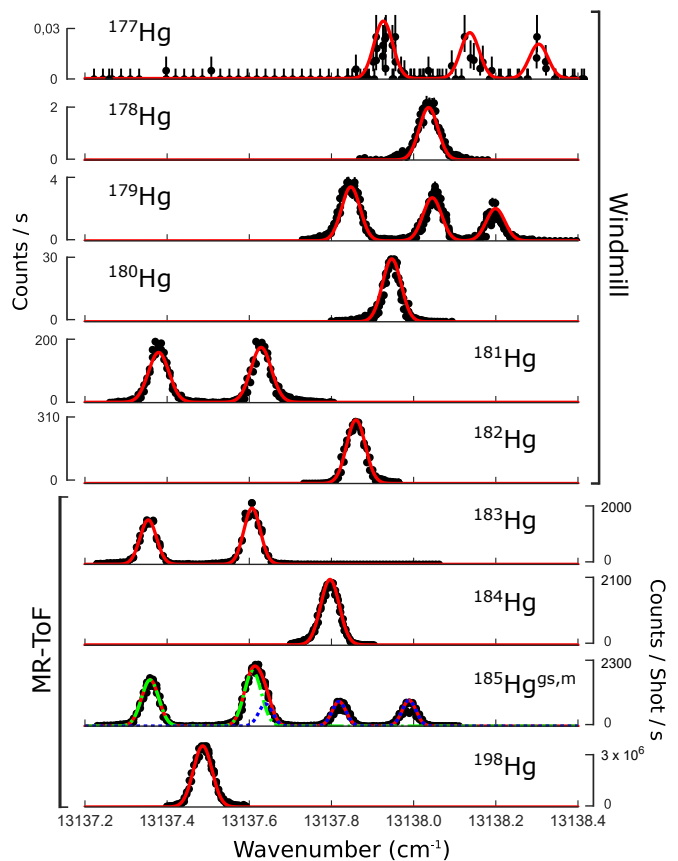 0,03
0
¹⁷⁷Hg
2
0
¹⁷⁸Hg
4
0
¹⁷⁹Hg
30
0
¹⁸⁰Hg
200
0
¹⁸¹Hg
310
0
¹⁸²Hg
Counts / s
Windmill
¹⁸³Hg
2000
0
¹⁸⁴Hg
2100
0
¹⁸⁵Hgᵍˢ,ᵐ
2300
0
¹⁹⁸Hg
3 x 10⁶
0
MR-ToF
Counts / Shot / s
13137.2 13137.4 13137.6 13137.8 13138.0 13138.2 13138.4
Wavenumber (cm⁻¹)